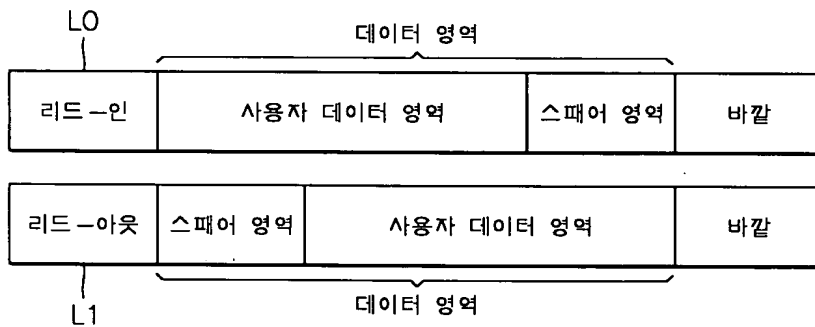 L0
데이터 영역
리드-인 사용자 데이터 영역 스패어 영역 바깥
리드-아웃 스패어 영역 사용자 데이터 영역 바깥
데이터 영역
L1